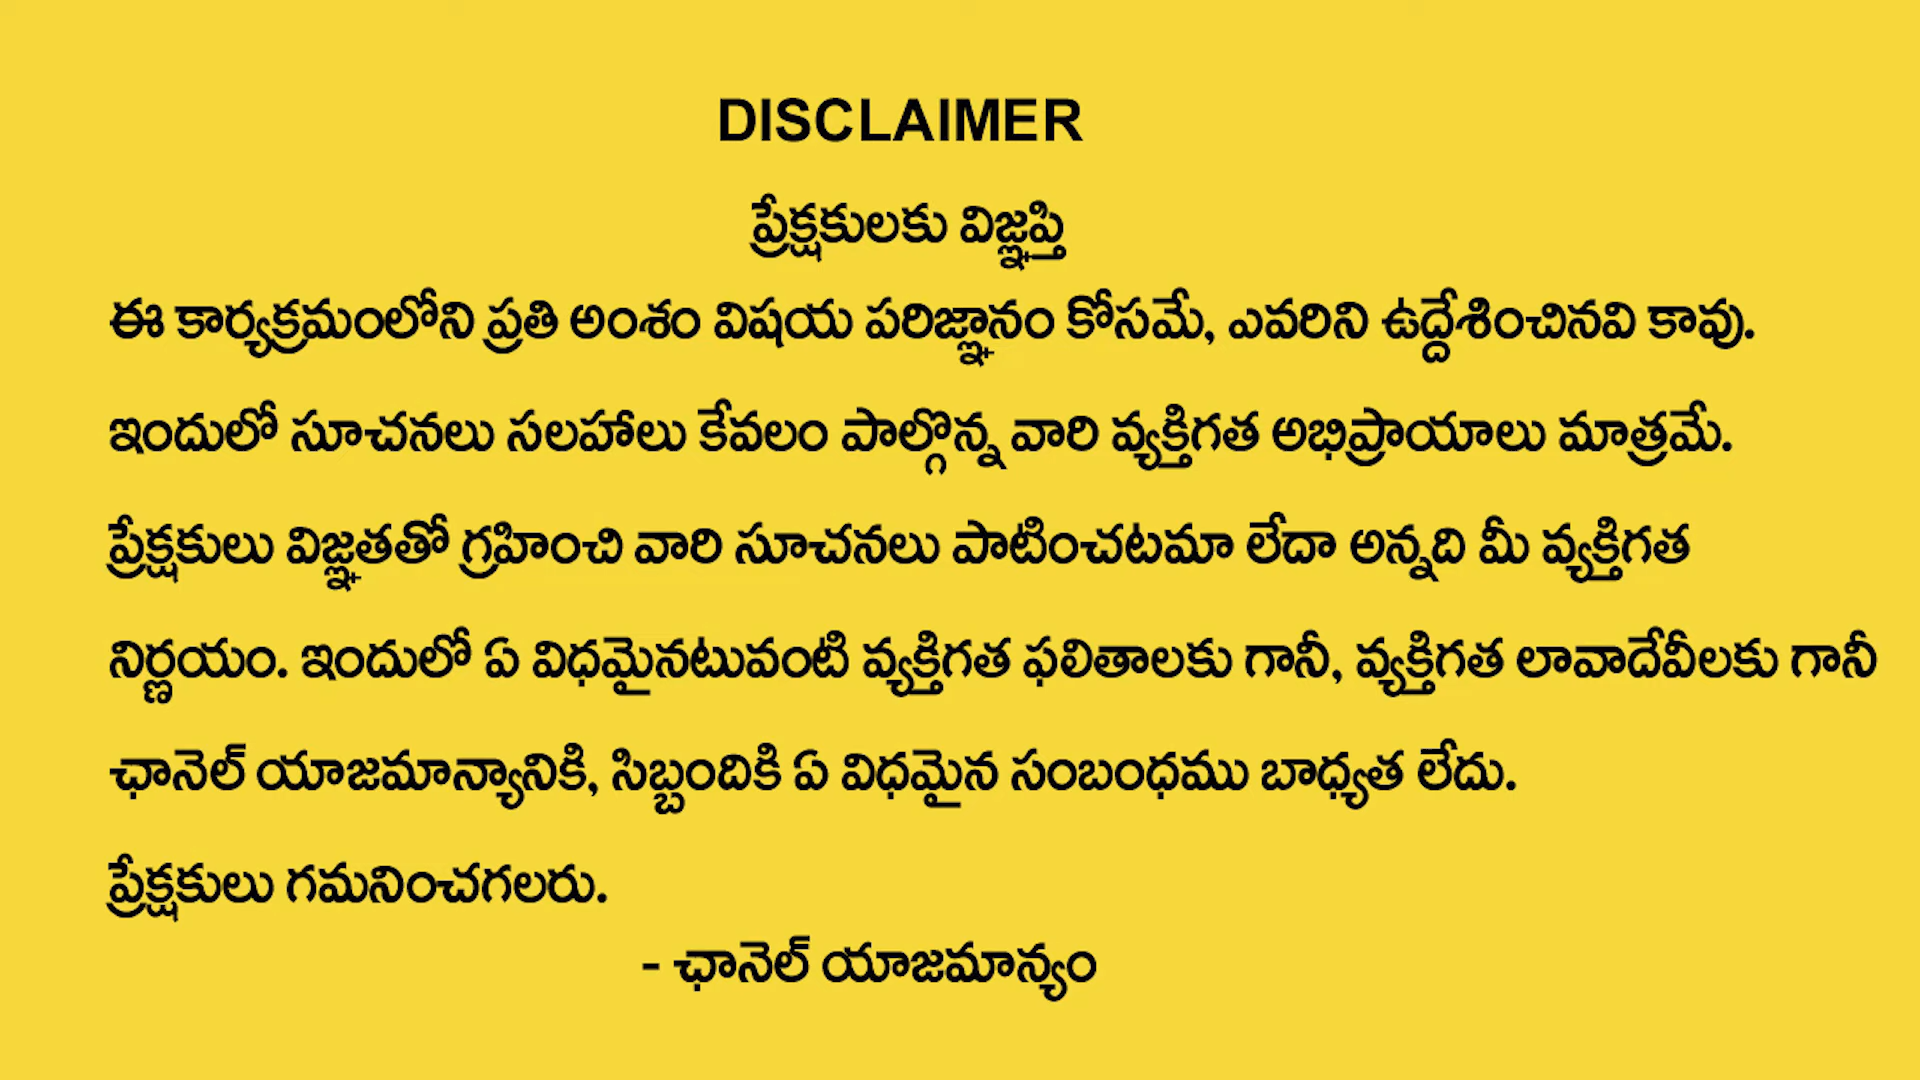 DISCLAIMER
ప్రేక్షకులకు విజ్ఞప్తి
ఈ కార్యక్రమంలోని ప్రతి అంశం విషయ పరిజ్ఞానం కోసమే, ఎవరిని ఉద్దేశించినవి కావు.
ఇందులో సూచనలు సలహాలు కేవలం పాల్గొన్న వారి వ్యక్తిగత అభిప్రాయాలు మాత్రమే.
ప్రేక్షకులు విజ్ఞతతో గ్రహించి వారి సూచనలు పాటించటమా లేదా అన్నది మీ వ్యక్తిగత
నిర్ణయం. ఇందులో ఏ విధమైనటువంటి వ్యక్తిగత ఫలితాలకు గానీ, వ్యక్తిగత లావాదేవీలకు గానీ
ఛానెల్ యాజమాన్యానికి, సిబ్బందికి ఏ విధమైన సంబంధము బాధ్యత లేదు.
ప్రేక్షకులు గమనించగలరు.
- ఛానెల్ యాజమాన్యం